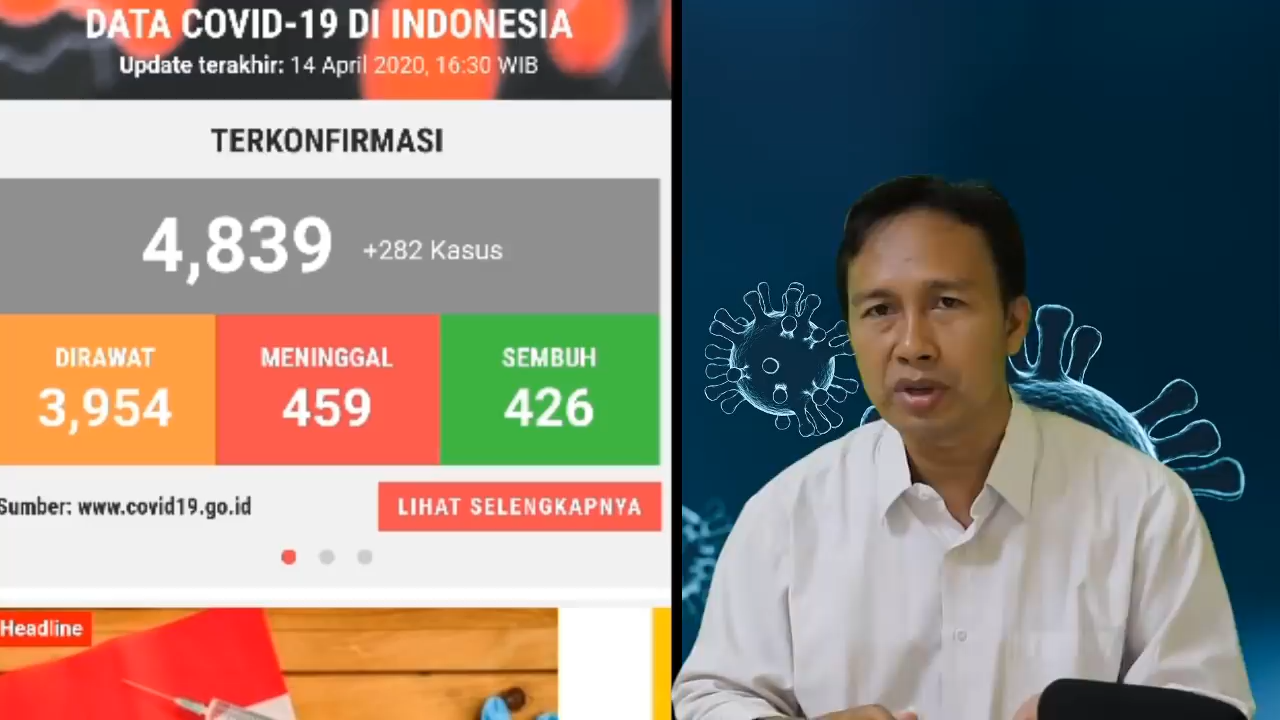 DATA COVID-19 DI INDONESIA
Update terakhir: 14 April 2020, 16:30 WIB
TERKONFIRMASI
4,839 +282 Kasus
DIRAWAT
3,954
MENINGGAL
459
SEMBUH
426
Sumber: www.covid19.go.id
LIHAT SELENGKAPNYA
Headline